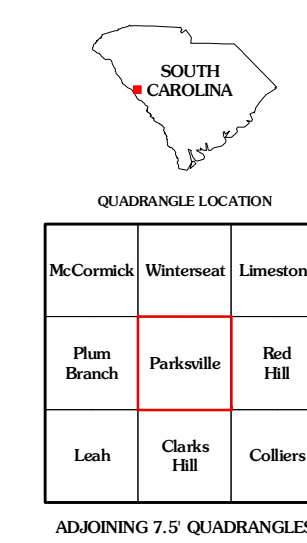 SOUTH
CAROLINA
QUADRANGLE LOCATION
McCormick Winterseat Limeston
Plum Branch Parksville Red Hill
Leah Clarks Hill Colliers
ADJOINING 7.5' QUADRANGLES